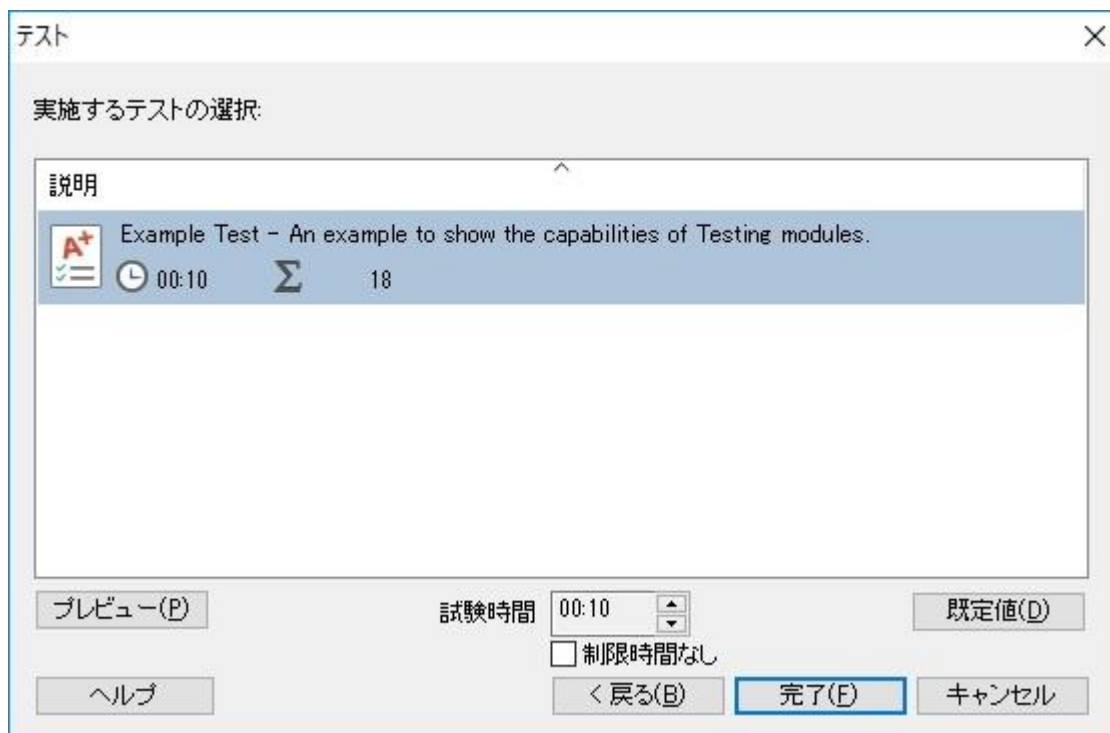 テスト
実施するテストの選択:
説明
A+
Example Test - An example to show the capabilities of Testing modules.
00:10 Σ 18
プレビュー(P) 試験時間 00:10 既定値(D)
制限時間なし
ヘルプ < 戻る(B) 完了(F) キャンセル